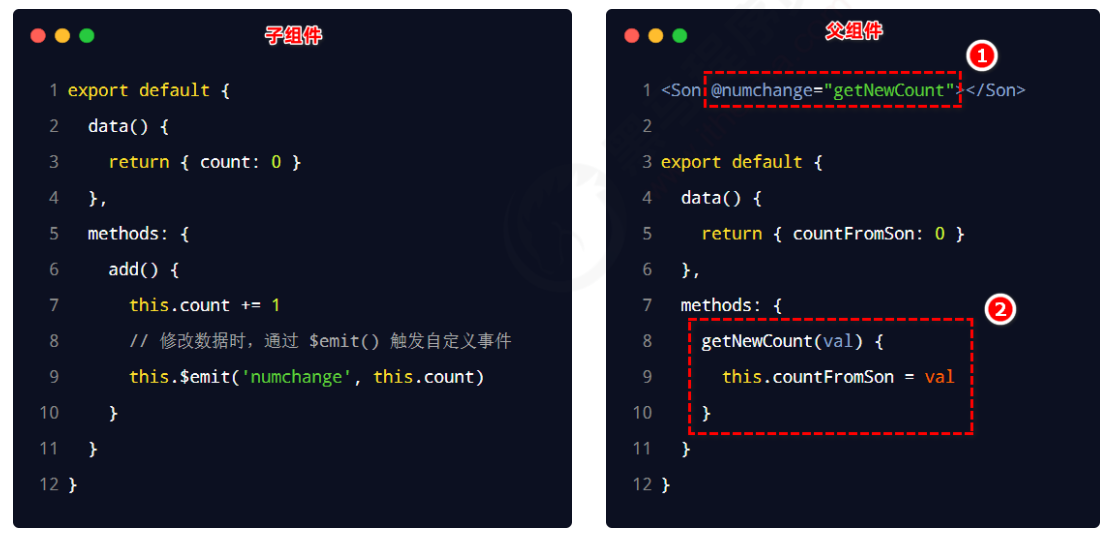 子组件
1 export default {
2 data() {
3 return { count: 0 }
4 },
5 methods: {
6 add() {
7 this.count += 1
8 // 修改数据时，通过 $emit() 触发自定义事件
9 this.$emit('numchange', this.count)
10 }
11 }
12 }
父组件
1
1 <Son @numchange="getNewCount"></Son>
2
3 export default {
4 data() {
5 return { countFromSon: 0 }
6 },
7 methods: {
2
8 getNewCount(val) {
9 this.countFromSon = val
10 }
11 }
12 }